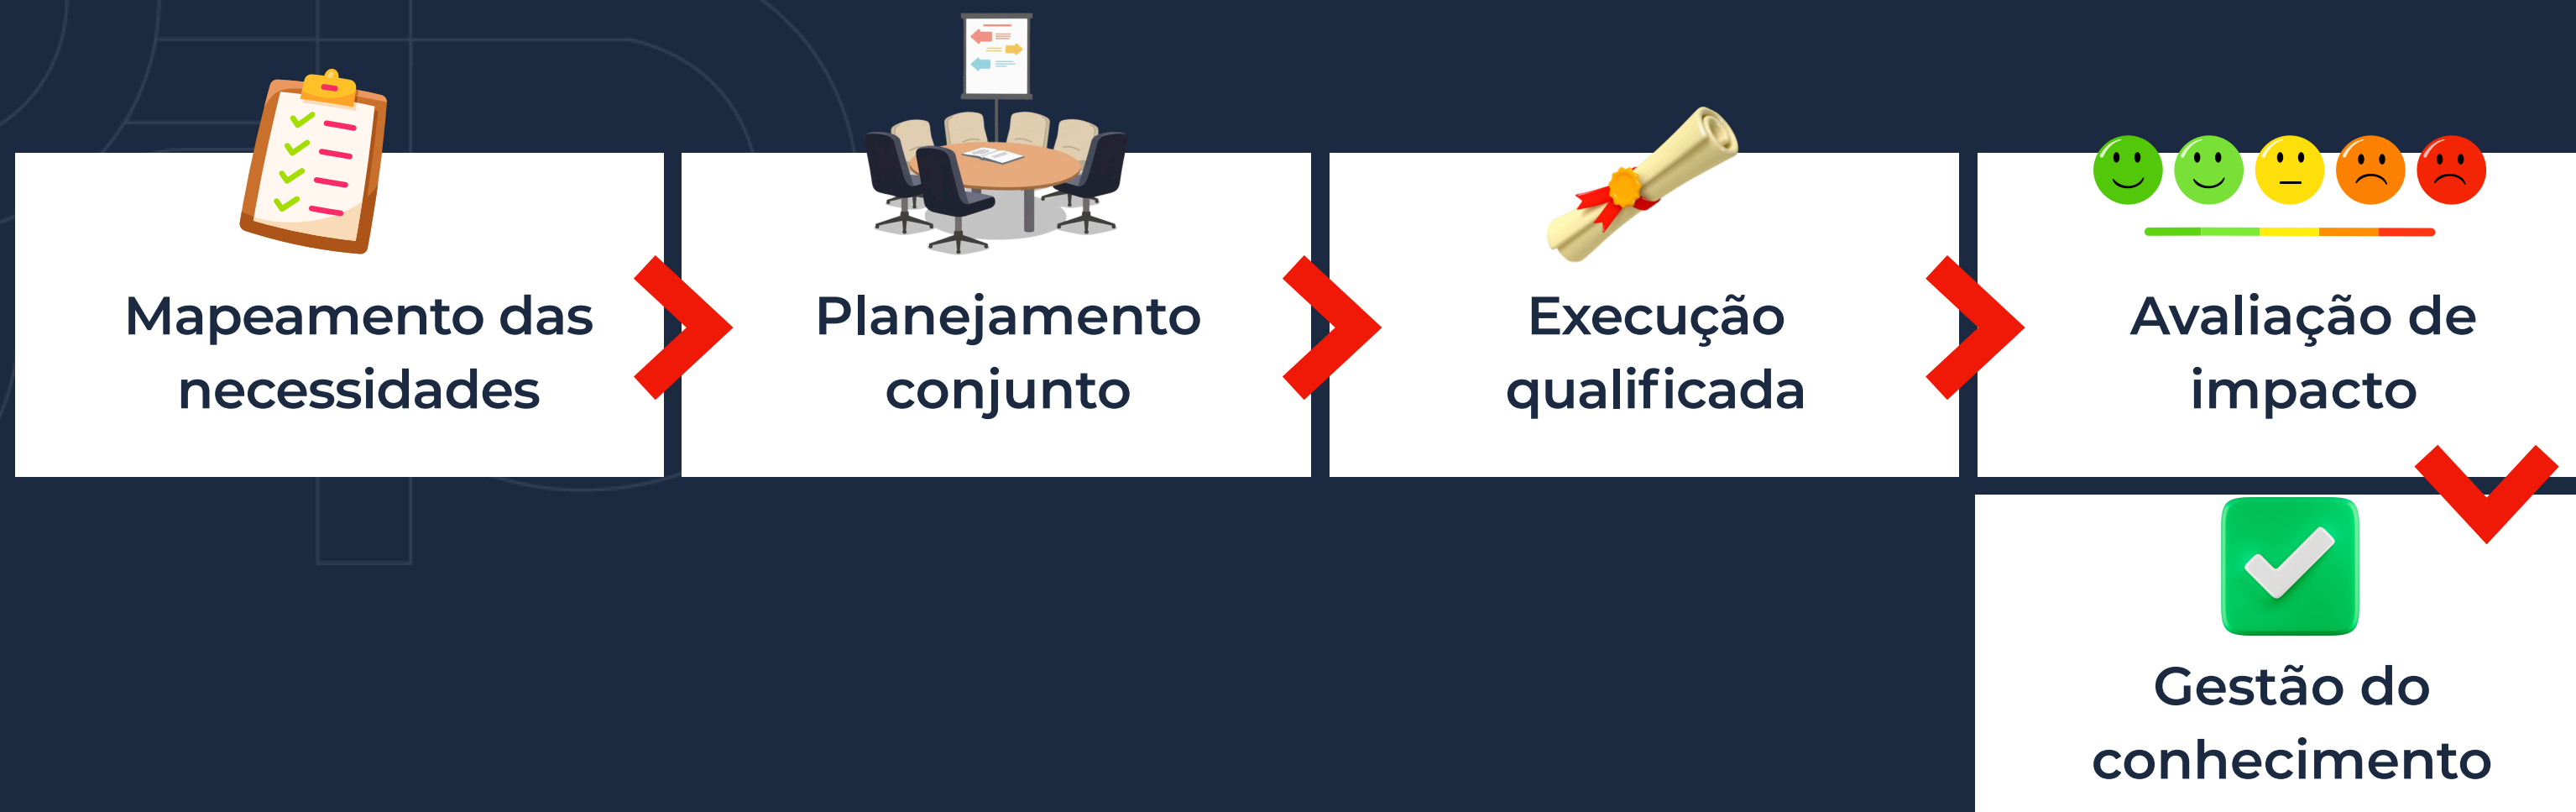 Mapeamento das
necessidades
Planejamento
conjunto
Execução
qualificada
Avaliação de
impacto
Gestão do
conhecimento